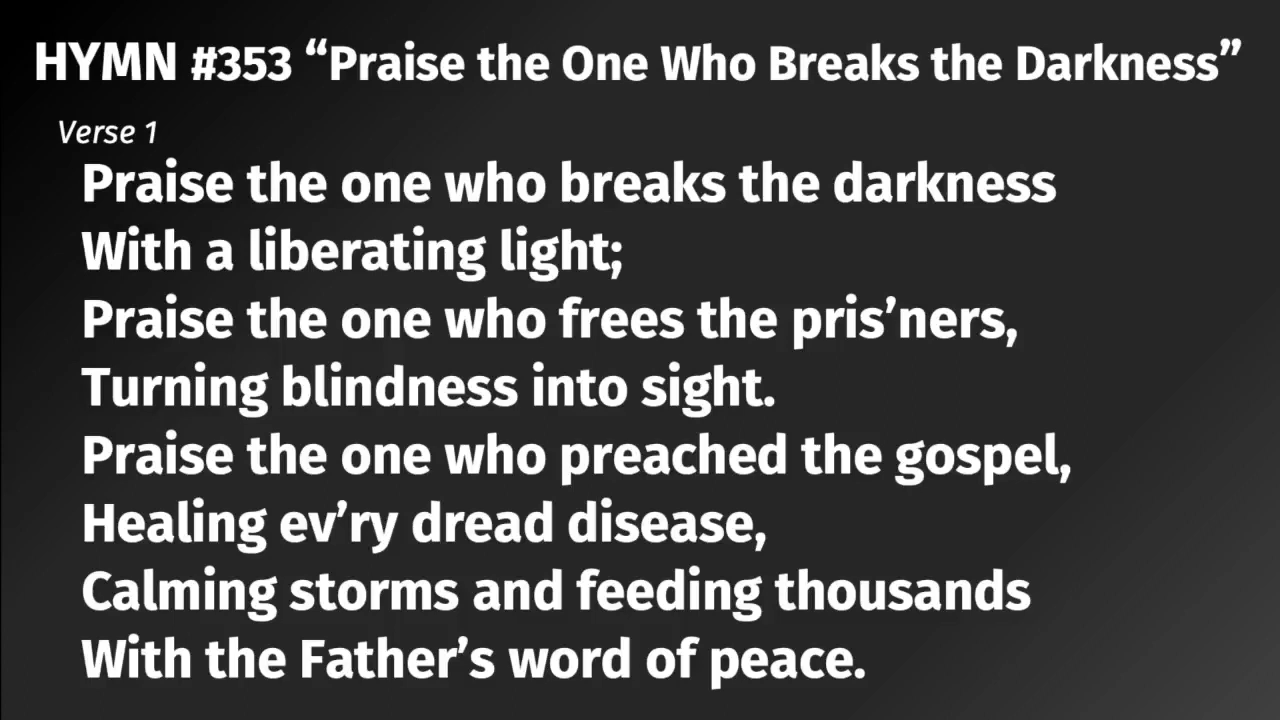 HYMN #353 “Praise the One Who Breaks the Darkness”
Verse 1
Praise the one who breaks the darkness
With a liberating light;
Praise the one who frees the pris’ners,
Turning blindness into sight.
Praise the one who preached the gospel,
Healing ev’ry dread disease,
Calming storms and feeding thousands
With the Father’s word of peace.